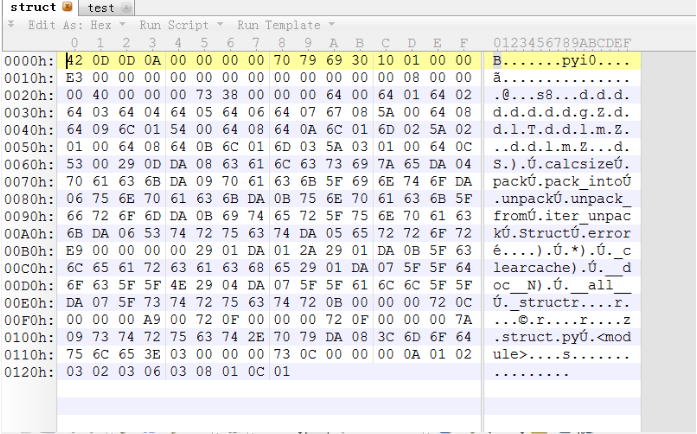 struct test
Edit As: Hex Run Script Run Template
0 1 2 3 4 5 6 7 8 9 A B C D E F 0123456789ABCDEF
0000h: 42 0D 0D 0A 00 00 00 00 70 79 69 30 10 01 00 00 B.......pyi0....
0010h: E3 00 00 00 00 00 00 00 00 00 00 00 00 08 00 00 ã...............
0020h: 00 40 00 00 00 73 38 00 00 00 64 00 64 01 64 02 .@...s8...d.d.d.
0030h: 64 03 64 04 64 05 64 06 64 07 67 08 5A 00 64 08 d.d.d.d.d.g.Z.d.
0040h: 64 09 6C 01 54 00 64 08 64 0A 6C 01 6D 02 5A 02 d.l.T.d.d.l.m.Z.
0050h: 01 00 64 08 64 0B 6C 01 6D 03 5A 03 01 00 64 0C ..d.d.l.m.Z...d.
0060h: 53 00 29 0D DA 08 63 61 6C 63 73 69 7A 65 DA 04 S.).Ú.calcsizeÚ.
0070h: 70 61 63 6B DA 09 70 61 63 6B 5F 69 6E 74 6F DA packÚ.pack_intoÚ
0080h: 06 75 6E 70 61 63 6B DA 0B 75 6E 70 61 63 6B 5F .unpackÚ.unpack_
0090h: 66 72 6F 6D DA 0B 69 74 65 72 5F 75 6E 70 61 63 fromÚ.iter_unpac
00A0h: 6B DA 06 53 74 72 75 63 74 DA 05 65 72 72 6F 72 kÚ.StructÚ.error
00B0h: E9 00 00 00 00 29 01 DA 01 2A 29 01 DA 0B 5F 63 é....).Ú.*).Ú._c
00C0h: 6C 65 61 72 63 61 63 68 65 29 01 DA 07 5F 5F 64 learcache).Ú.__d
00D0h: 6F 63 5F 5F 4E 29 04 DA 07 5F 5F 61 6C 6C 5F 5F oc__N).Ú.__all__
00E0h: DA 07 5F 73 74 72 75 63 74 72 0B 00 00 00 72 0C Ú._structr....r.
00F0h: 00 00 00 A9 00 72 0F 00 00 00 72 0F 00 00 00 7A ...©.r....r....z
0100h: 09 73 74 72 75 63 74 2E 70 79 DA 08 3C 6D 6F 64 .struct.pyÚ.<mod
0110h: 75 6C 65 3E 03 00 00 00 73 0C 00 00 00 0A 01 02 ule>....s.......
0120h: 03 02 03 06 03 08 01 0C 01 .........